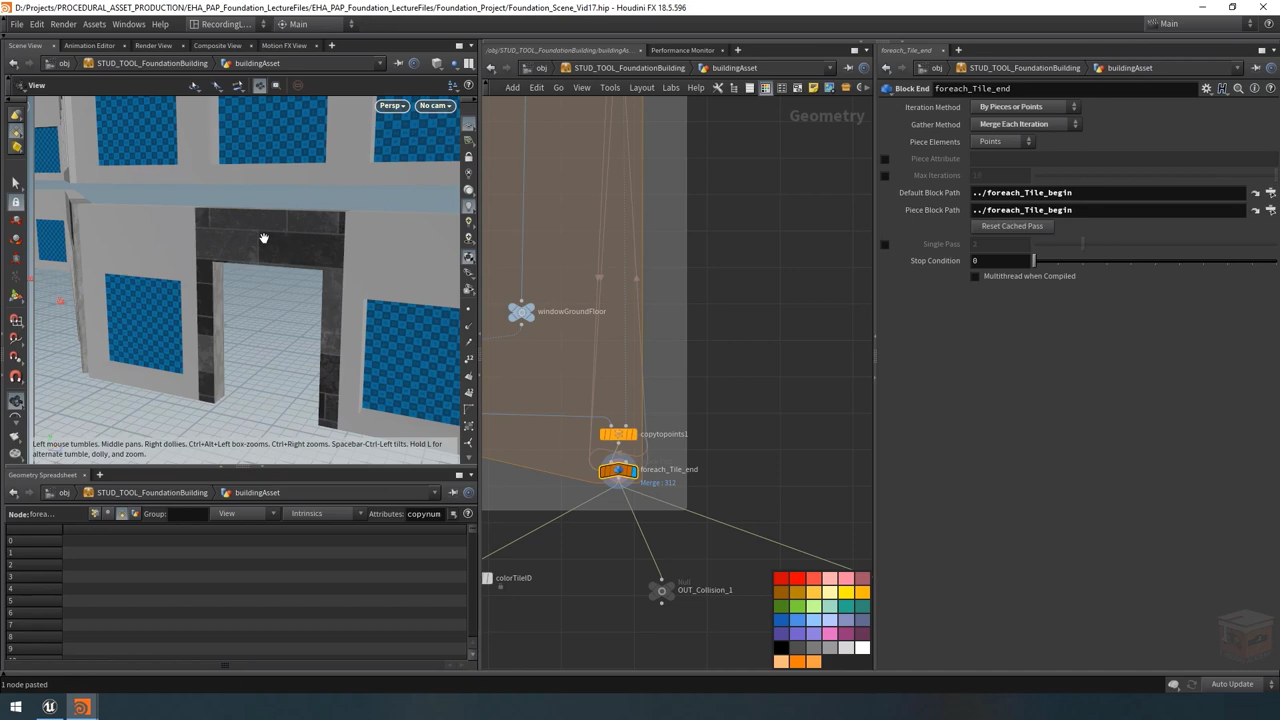 D:/Projects/PROCEDURAL_ASSET_PRODUCTION/EHA_PAP_Foundation_LectureFiles/EHA_PAP_Foundation_LectureFiles/Foundation_Project/Foundation_Scene_Vid17.hip - Houdini FX 18.5.596
File Edit Render Assets Windows Help RecordingL... Main Main
Scene View Animation Editor Render View Composite View Motion FX View
/obj/STUD_TOOL_FoundationBuilding/buildingAs... Performance Monitor
foreach_Tile_end
obj STUD_TOOL_FoundationBuilding buildingAsset
obj STUD_TOOL_FoundationBuilding buildingAsset
obj STUD_TOOL_FoundationBuilding buildingAsset
View
Add Edit Go View Tools Layout Labs Help
Block End foreach_Tile_end
Persp No cam
Geometry
Iteration Method By Pieces or Points
Gather Method Merge Each Iteration
Piece Elements Points
Piece Attribute
Max Iterations 10
Default Block Path ../foreach_Tile_begin
Piece Block Path ../foreach_Tile_begin
Reset Cached Pass
Single Pass 2
Stop Condition 0
Multithread when Compiled
windowGroundFloor
copytopoints1
foreach_Tile_end
Merge : 312
colorTileID
Null
OUT_Collision_1
12
Left mouse tumbles. Middle pans. Right dollies. Ctrl+Alt+Left box-zooms. Ctrl+Right zooms. Spacebar-Ctrl-Left tilts. Hold L for
alternate tumble, dolly, and zoom.
Geometry Spreadsheet
obj STUD_TOOL_FoundationBuilding buildingAsset
Node: forea... Group: View Intrinsics Attributes: copynum
0
1
2
3
4
5
6
7
8
9
1 node pasted
Auto Update